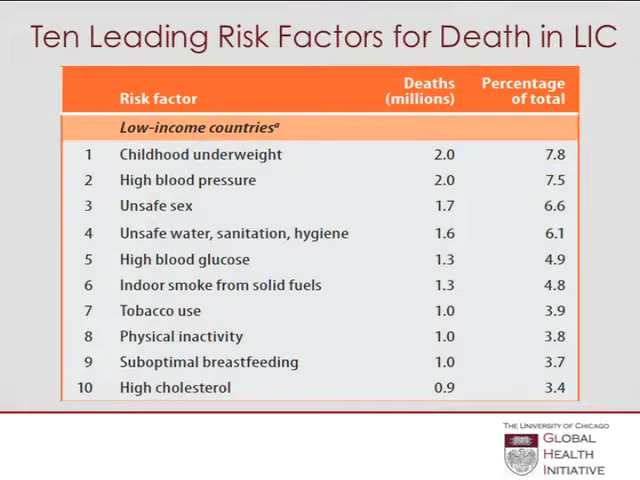 Ten Leading Risk Factors for Death in LIC
Risk factor Deaths (millions) Percentage of total
Low-income countriesᵃ
1 Childhood underweight 2.0 7.8
2 High blood pressure 2.0 7.5
3 Unsafe sex 1.7 6.6
4 Unsafe water, sanitation, hygiene 1.6 6.1
5 High blood glucose 1.3 4.9
6 Indoor smoke from solid fuels 1.3 4.8
7 Tobacco use 1.0 3.9
8 Physical inactivity 1.0 3.8
9 Suboptimal breastfeeding 1.0 3.7
10 High cholesterol 0.9 3.4
THE UNIVERSITY OF CHICAGO
GLOBAL
HEALTH
INITIATIVE